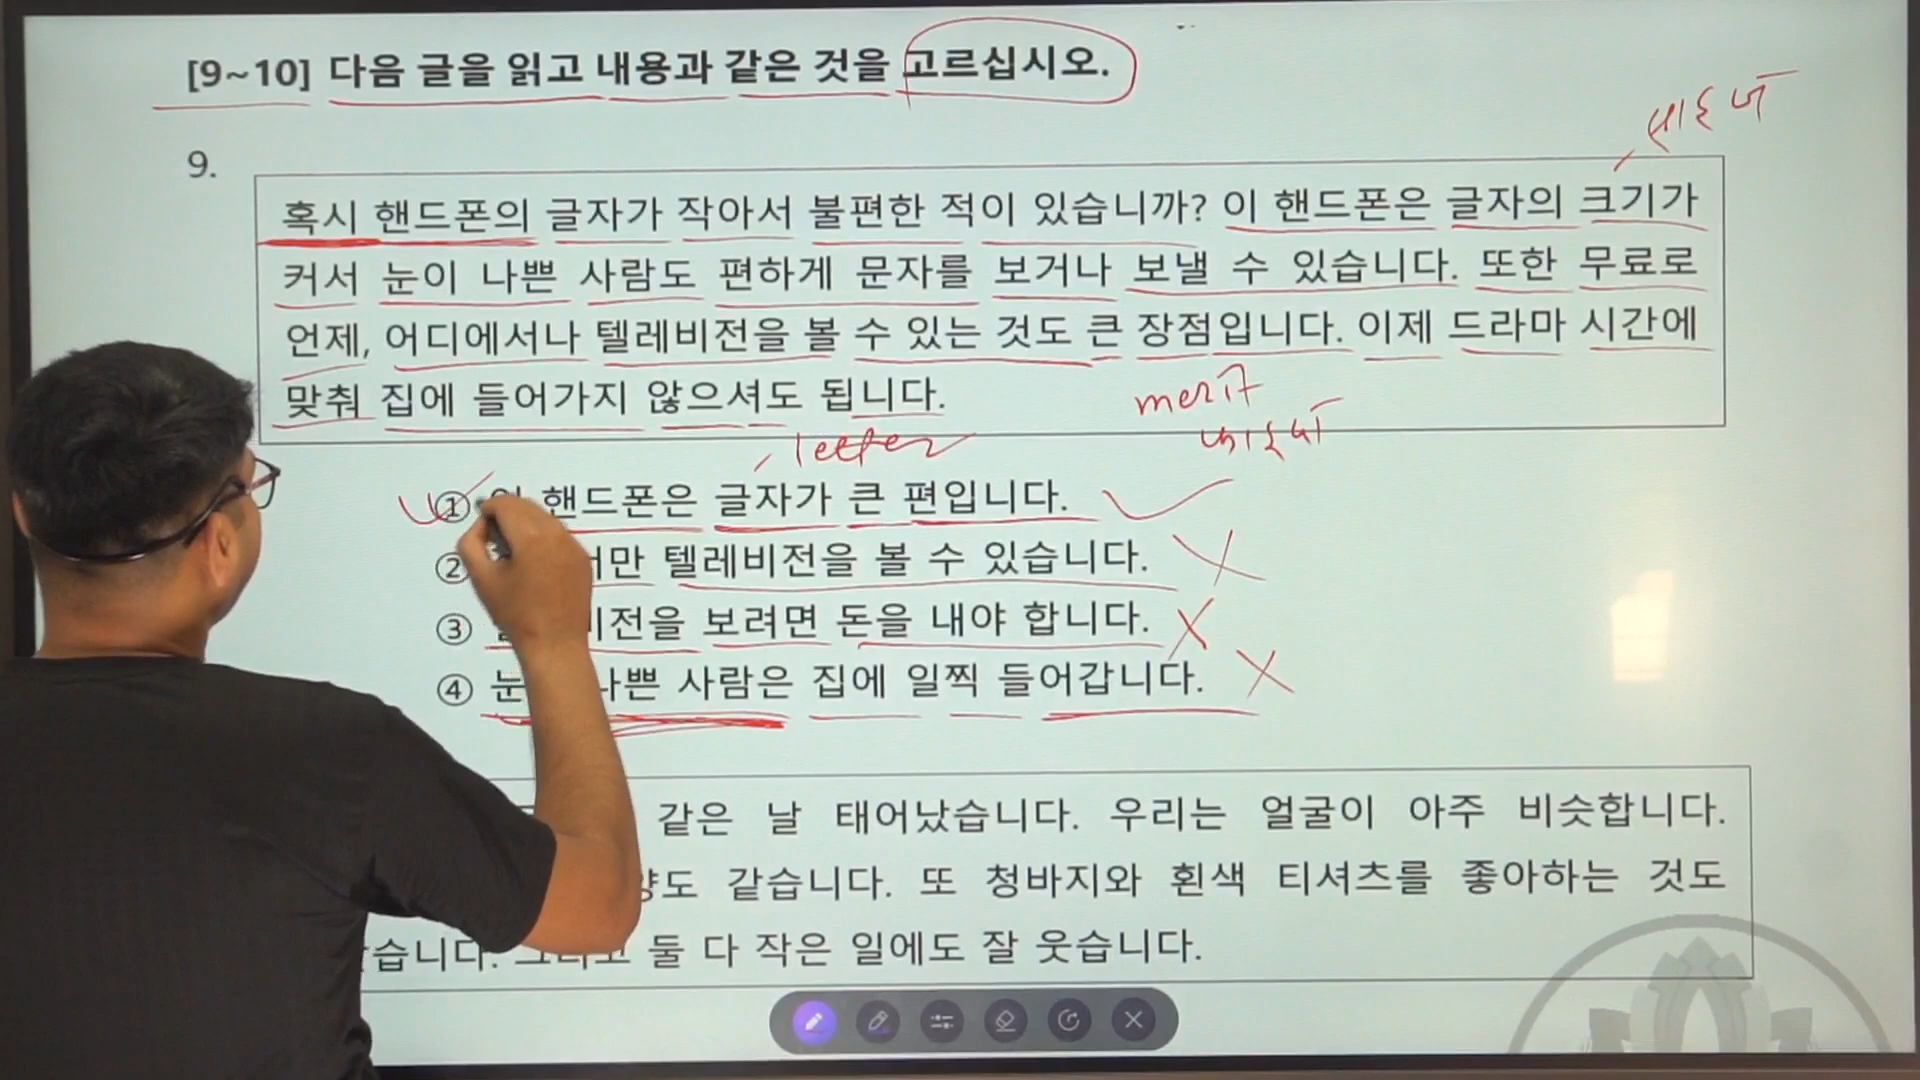 [9~10] 다음 글을 읽고 내용과 같은 것을 고르십시오.
9.
혹시 핸드폰의 글자가 작아서 불편한 적이 있습니까? 이 핸드폰은 글자의 크기가
커서 눈이 나쁜 사람도 편하게 문자를 보거나 보낼 수 있습니다. 또한 무료로
언제, 어디에서나 텔레비전을 볼 수 있는 것도 큰 장점입니다. 이제 드라마 시간에
맞춰 집에 들어가지 않으셔도 됩니다.
merit
letter
① 핸드폰은 글자가 큰 편입니다.
② 텔레비전을 볼 수 있습니다.
③ 보려면 돈을 내야 합니다.
④ 사람은 집에 일찍 들어갑니다.
같은 날 태어났습니다. 우리는 얼굴이 아주 비슷합니다.
같습니다. 또 청바지와 흰색 티셔츠를 좋아하는 것도
둘 다 작은 일에도 잘 웃습니다.